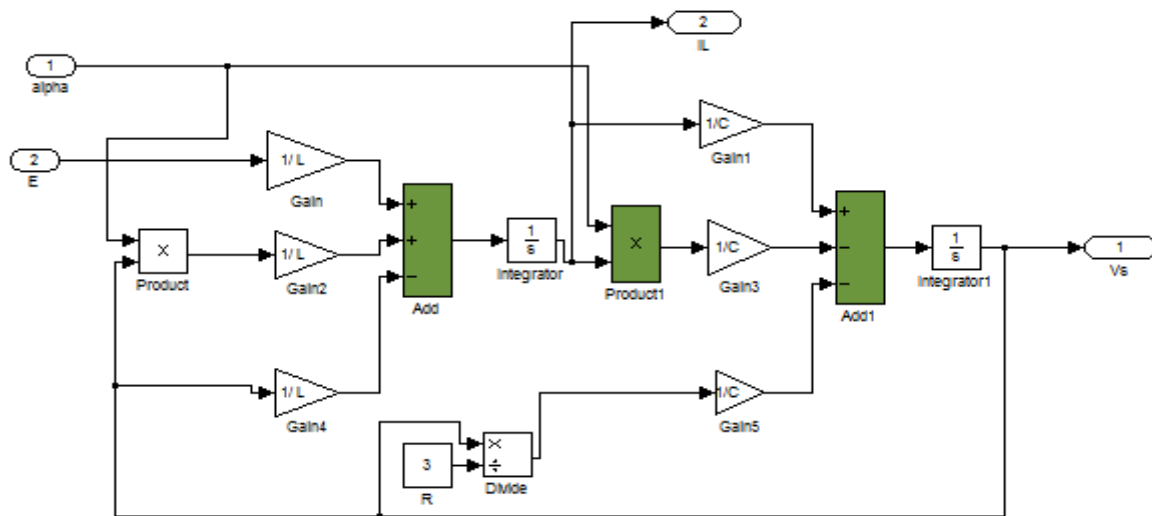 2
IL
1
alpha
1/C
Gain1
2
E
1/ L
Gain
+
+
−
Add
1
s
Integrator
×
Product1
1/C
Gain3
+
−
−
Add1
1
s
Integrator1
1
Vs
×
Product
1/ L
Gain2
1/ L
Gain4
1/C
Gain5
3
R
×
÷
Divide